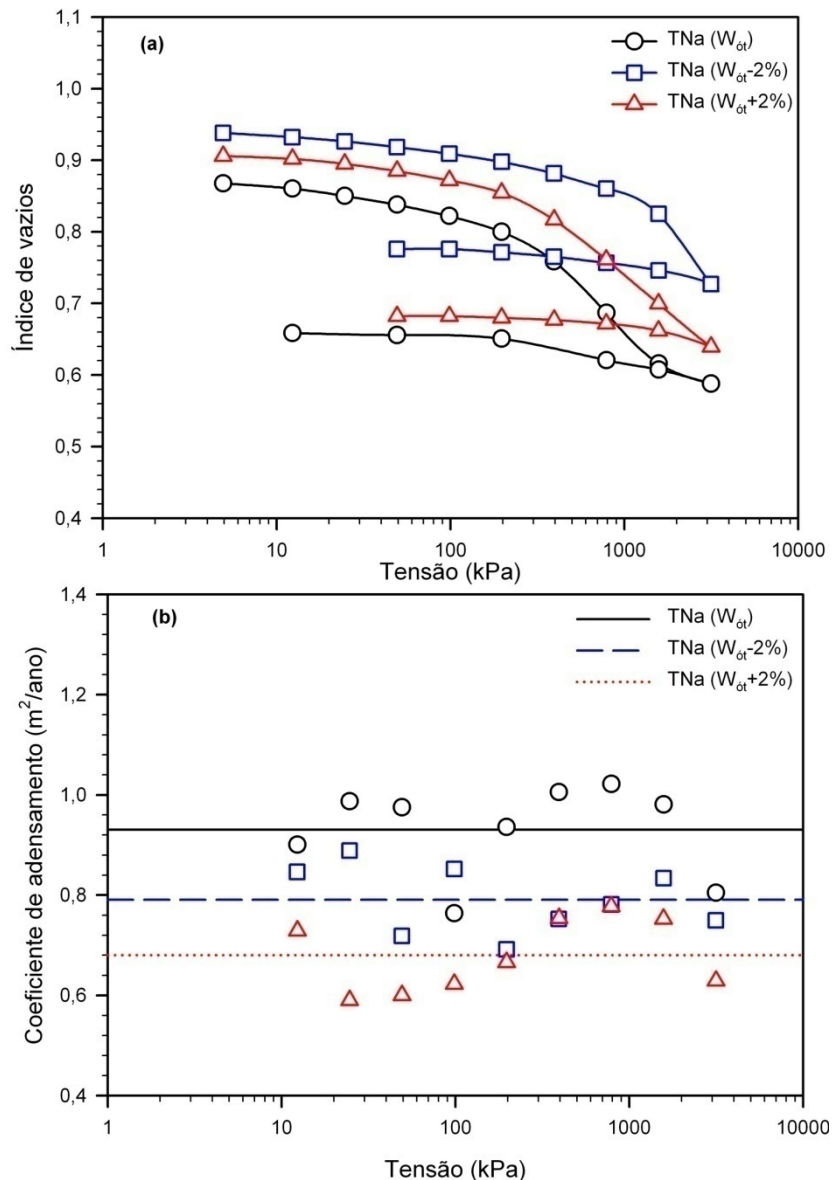 (a)
TNa (Wót)
TNa (Wót-2%)
TNa (Wót+2%)
Índice de vazios
1,1
1,0
0,9
0,8
0,7
0,6
0,5
0,4
1 10 100 1000 10000
Tensão (kPa)
(b)
TNa (Wót)
TNa (Wót-2%)
TNa (Wót+2%)
Coeficiente de adensamento (m²/ano)
1,4
1,2
1,0
0,8
0,6
0,4
1 10 100 1000 10000
Tensão (kPa)